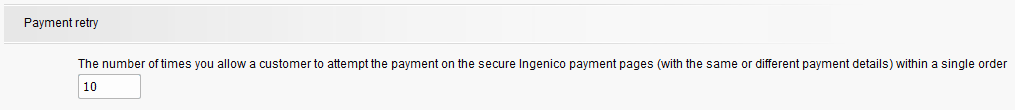 Payment retry
The number of times you allow a customer to attempt the payment on the secure Ingenico payment pages (with the same or different payment details) within a single order
10